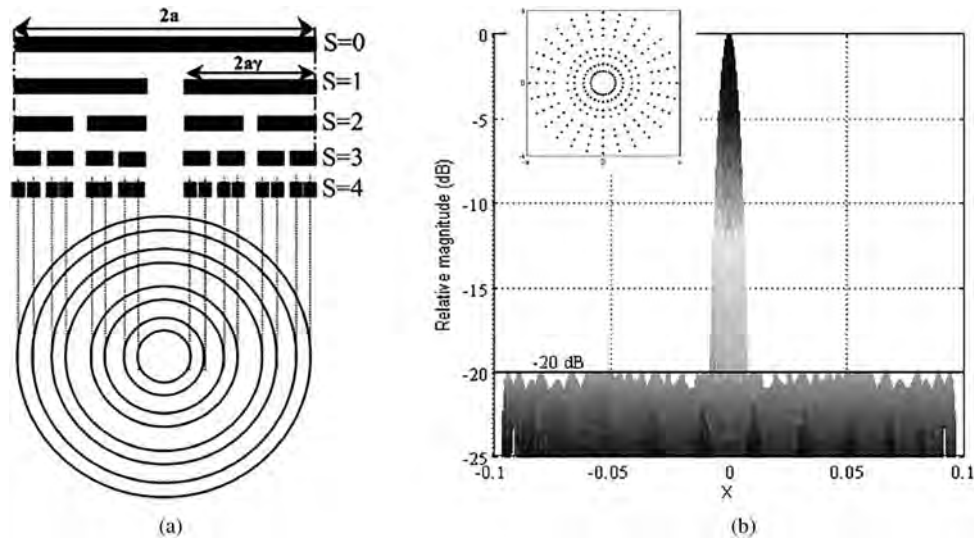 2a
S=0
2aγ
S=1
S=2
S=3
S=4
(a)
Relative magnitude (dB)
0
-5
-10
-15
-20
-25
-20 dB
-0.1
-0.05
0
0.05
0.1
X
(b)